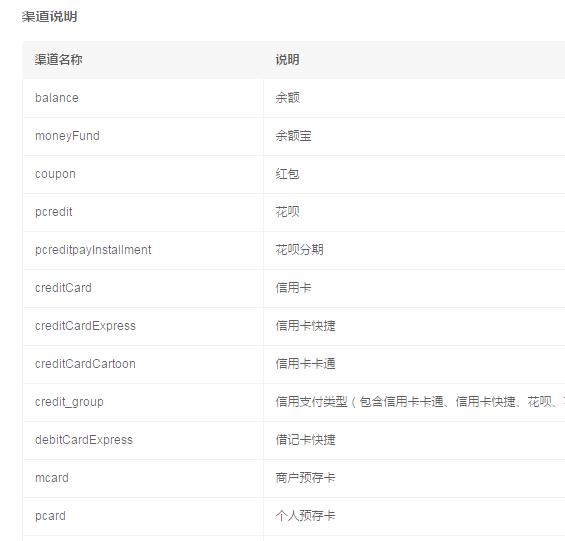 渠道说明
渠道名称 说明
balance 余额
moneyFund 余额宝
coupon 红包
pcredit 花呗
pcreditpayInstallment 花呗分期
creditCard 信用卡
creditCardExpress 信用卡快捷
creditCardCartoon 信用卡卡通
credit_group 信用支付类型（包含信用卡卡通、信用卡快捷、花呗、
debitCardExpress 借记卡快捷
mcard 商户预存卡
pcard 个人预存卡